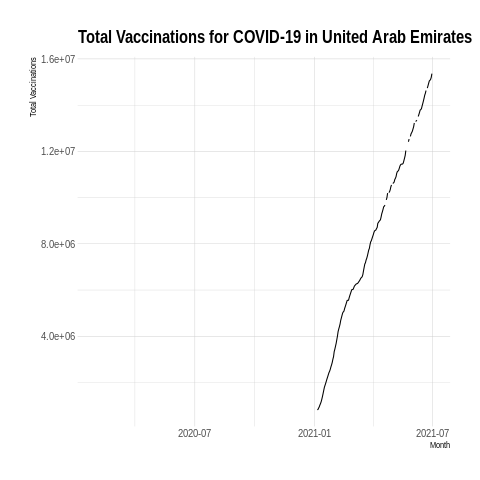 Total Vaccinations for COVID-19 in United Arab Emirates
Total Vaccinations
1.6e+07
1.2e+07
8.0e+06
4.0e+06
2020-07
2021-01
2021-07
Month